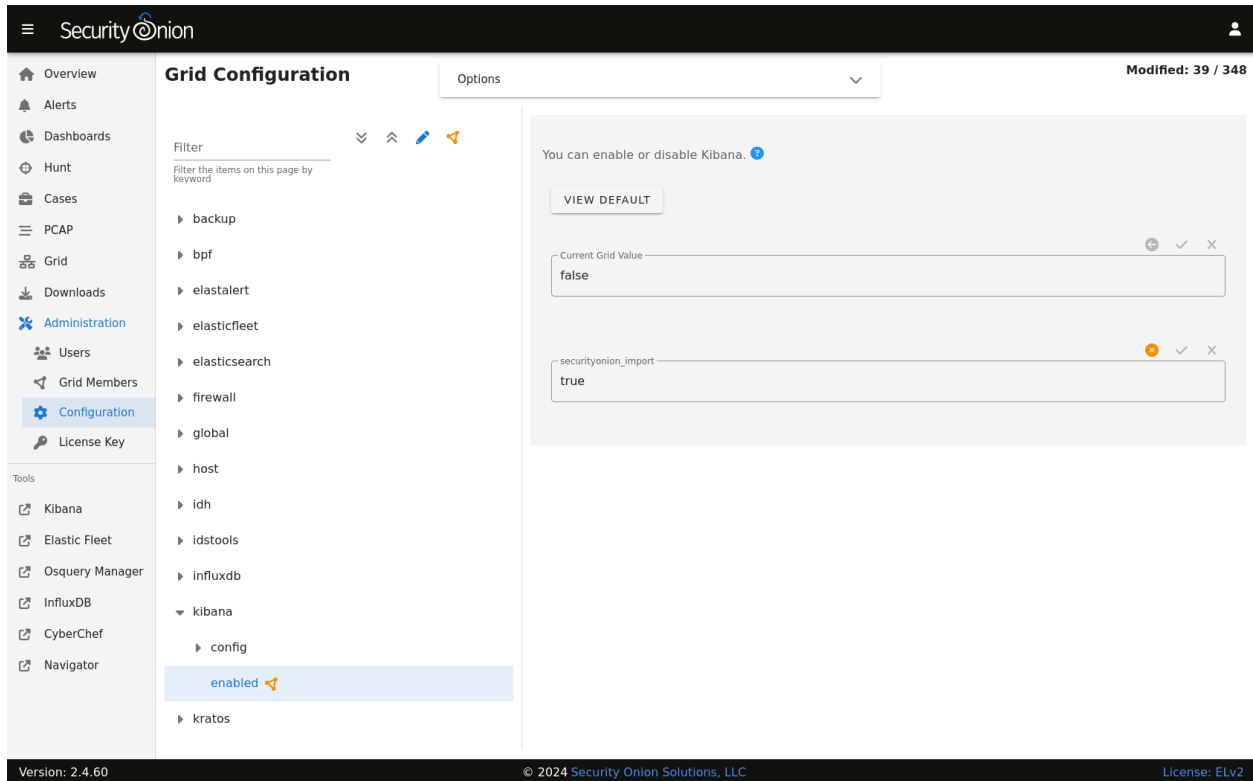 Security Onion
Overview
Alerts
Dashboards
Hunt
Cases
PCAP
Grid
Downloads
Administration
Users
Grid Members
Configuration
License Key
Tools
Kibana
Elastic Fleet
Osquery Manager
InfluxDB
CyberChef
Navigator
Grid Configuration
Options
Modified: 39 / 348
Filter
Filter the items on this page by
keyword
backup
bpf
elastalert
elasticfleet
elasticsearch
firewall
global
host
idh
idstools
influxdb
kibana
config
enabled
kratos
You can enable or disable Kibana. ?
VIEW DEFAULT
Current Grid Value
false
securityonion_import
true
Version: 2.4.60
© 2024 Security Onion Solutions, LLC
License: ELv2